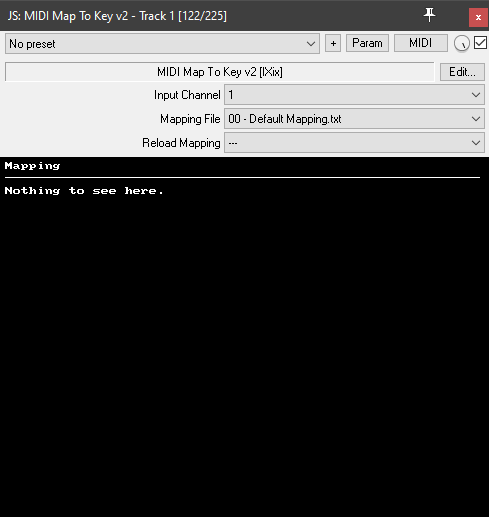 JS: MIDI Map To Key v2 - Track 1 [122/225] x
No preset + Param MIDI
MIDI Map To Key v2 [IXix] Edit...
Input Channel 1
Mapping File 00 - Default Mapping.txt
Reload Mapping ---
Mapping
Nothing to see here.